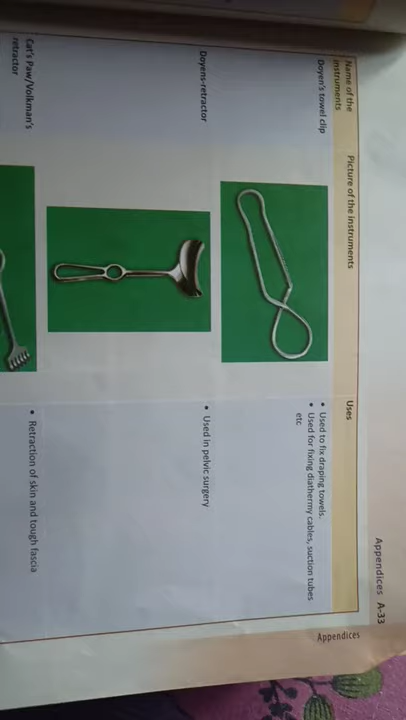 Appendices A-33
Appendices
Name of the
instruments
Picture of the instruments
Uses
Doyen's towel clip
• Used to fix draping towels.
• Used for fixing diathermy cables, suction tubes
etc
Doyens-retractor
• Used in pelvic surgery
Cat's Paw/Volkman's
retractor
• Retraction of skin and tough fascia